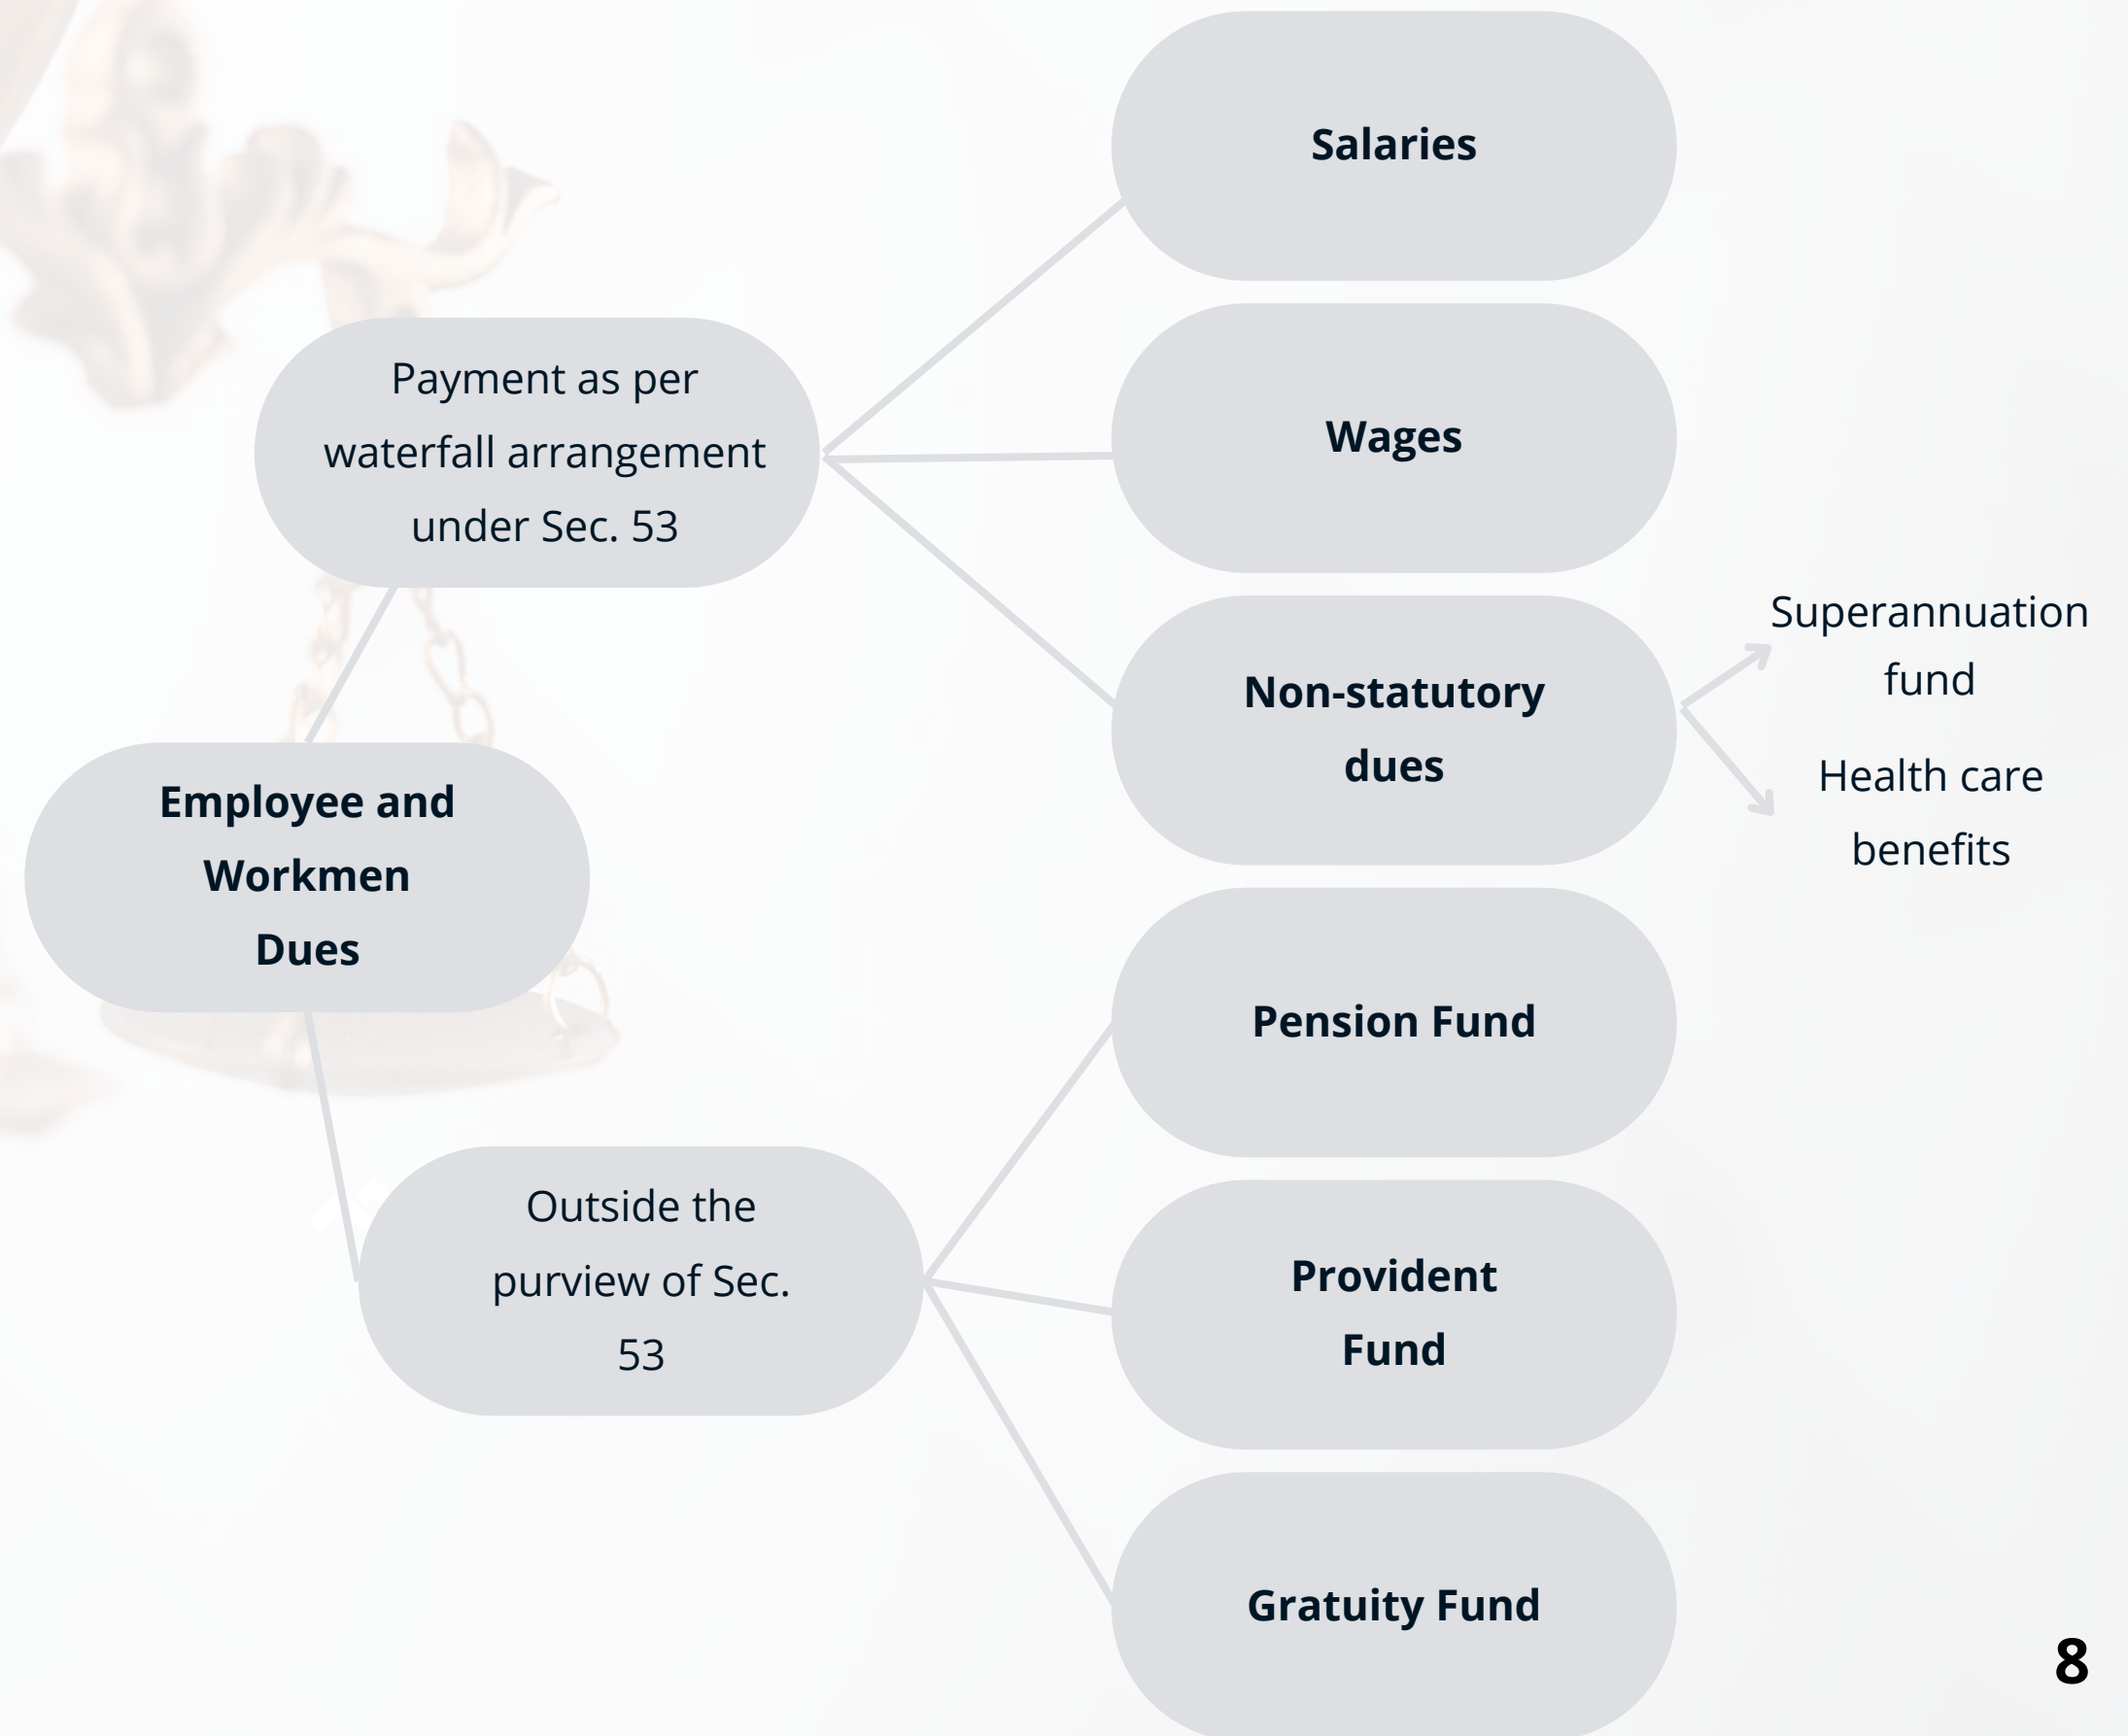 Salaries
Payment as per
waterfall arrangement
under Sec. 53
Wages
Non-statutory
dues
Superannuation
fund
Health care
benefits
Employee and
Workmen
Dues
Pension Fund
Outside the
purview of Sec.
53
Provident
Fund
Gratuity Fund
8